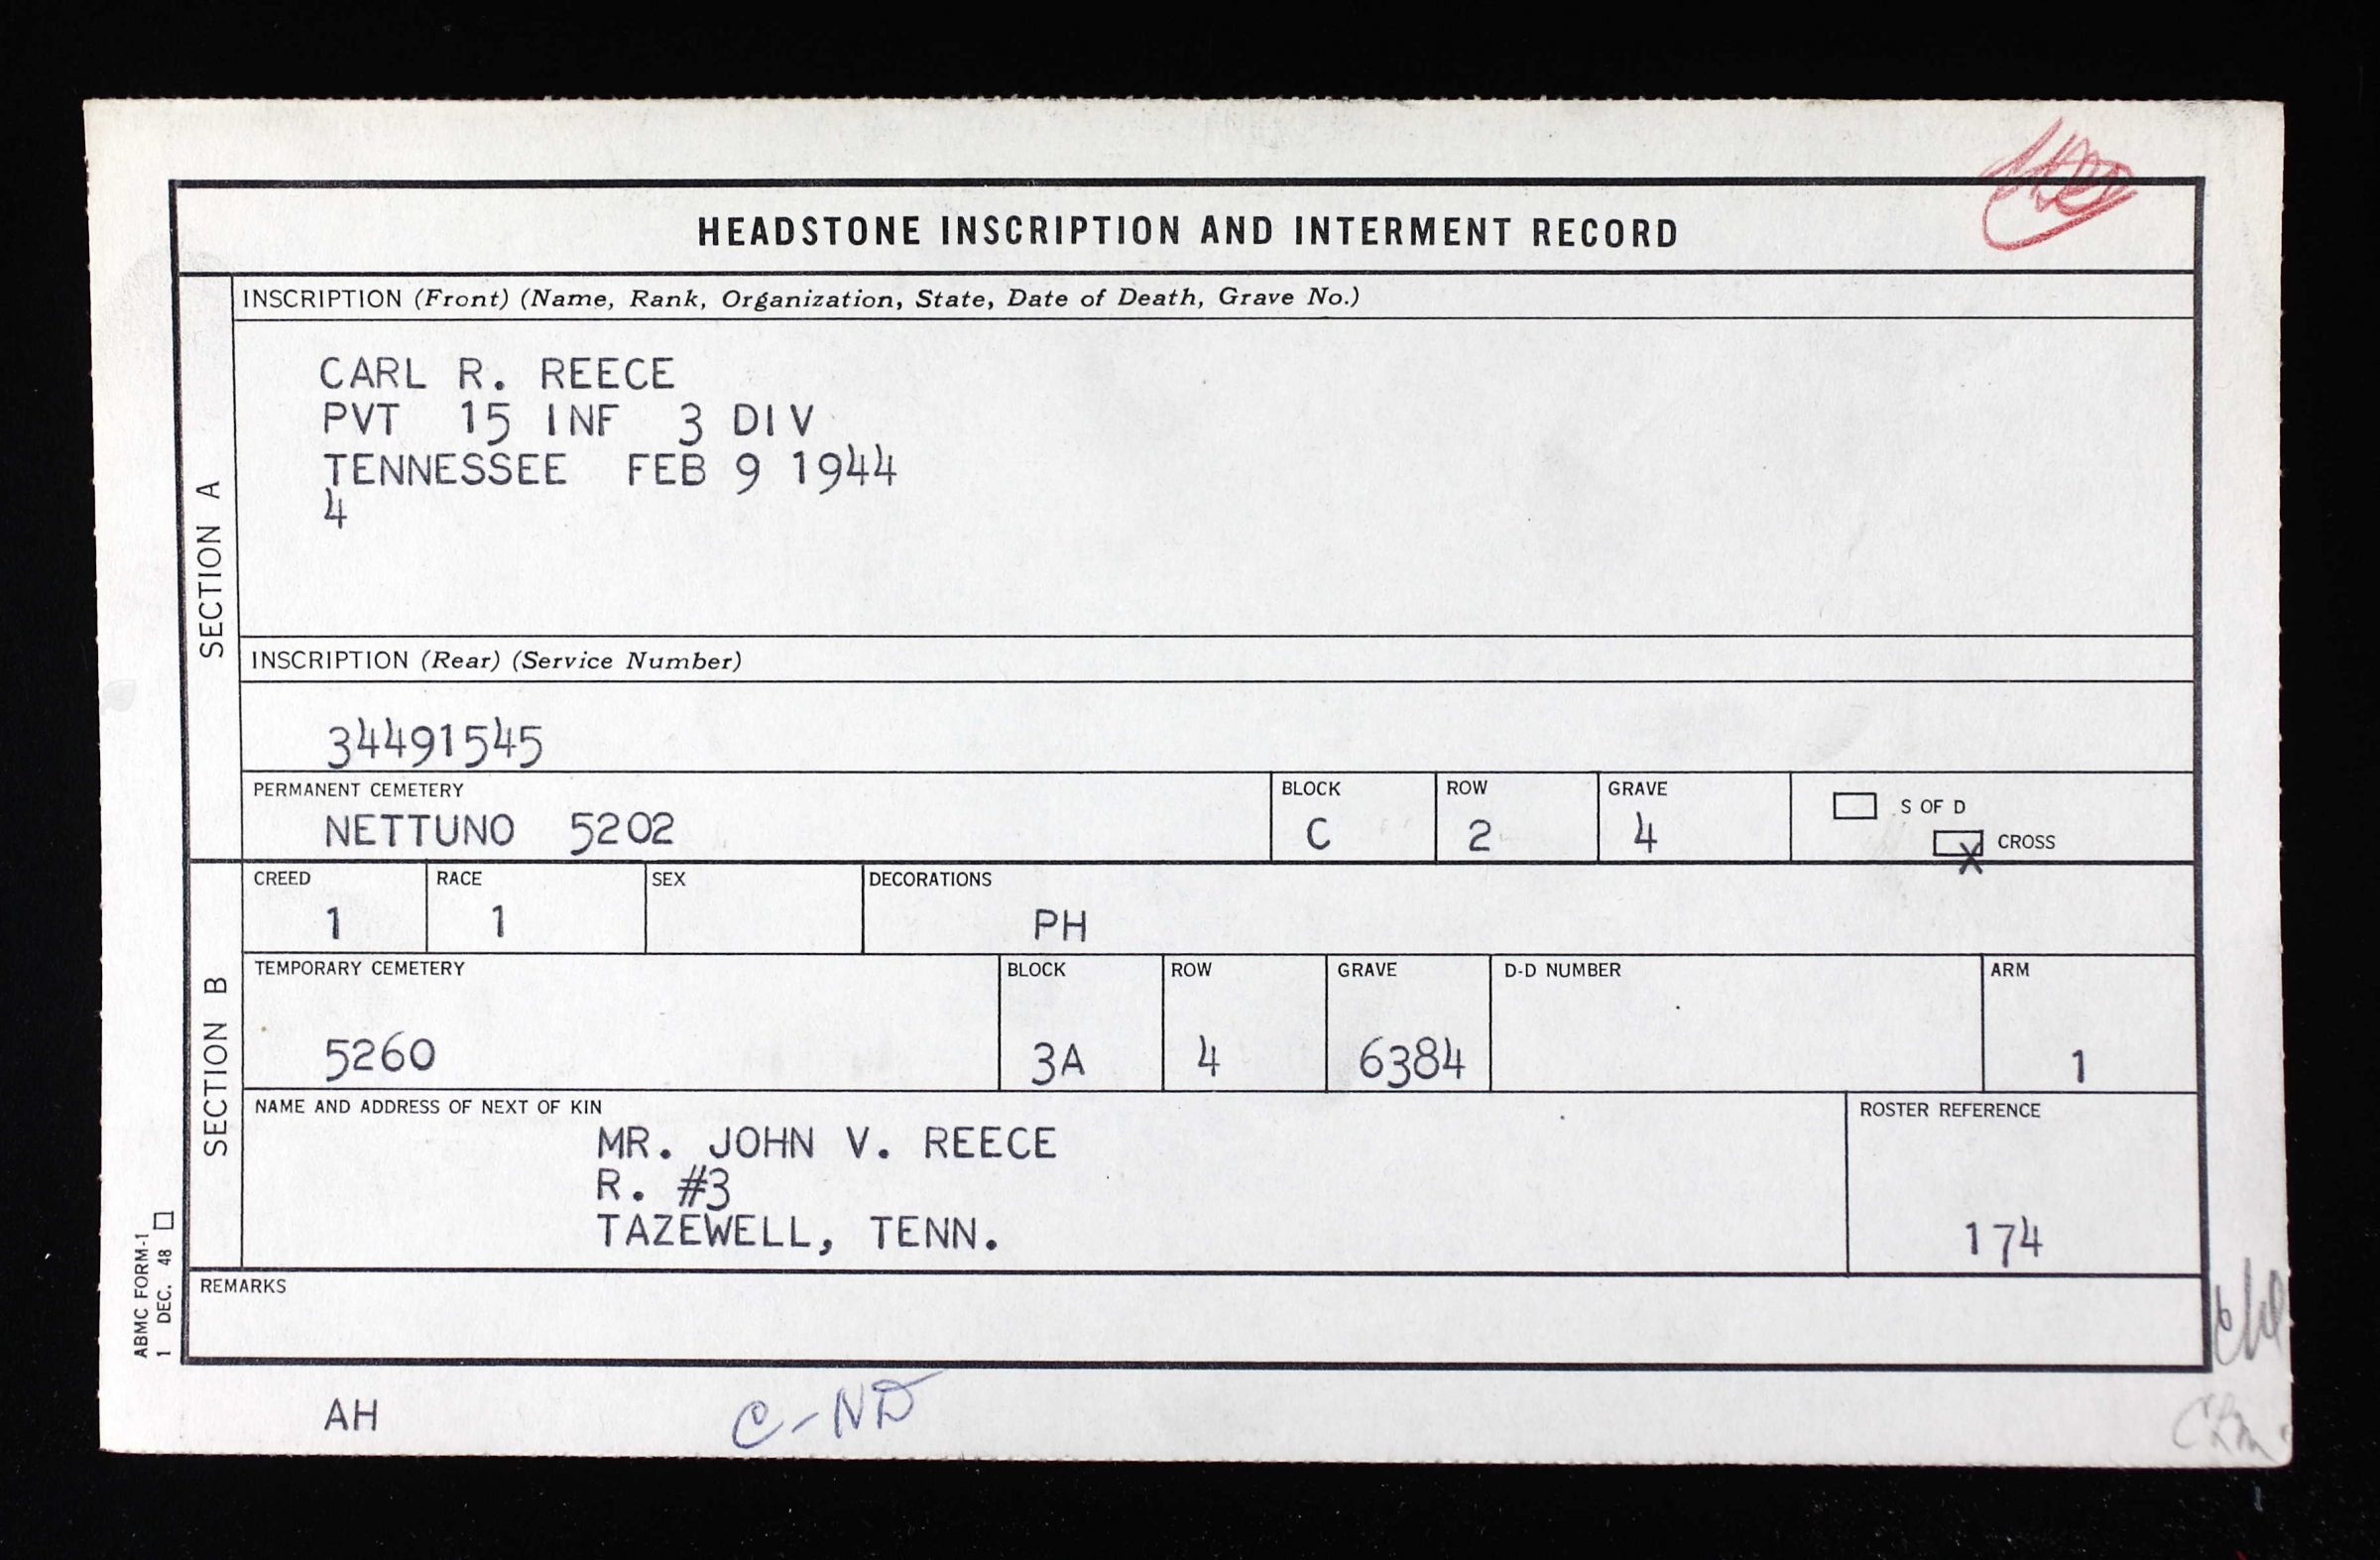 HEADSTONE INSCRIPTION AND INTERMENT RECORD
SECTION A
INSCRIPTION (Front) (Name, Rank, Organization, State, Date of Death, Grave No.)
CARL R. REECE
PVT 15 INF 3 DIV
TENNESSEE FEB 9 1944
4
INSCRIPTION (Rear) (Service Number)
34491545
PERMANENT CEMETERY BLOCK ROW GRAVE S OF D
NETTUNO 5202 C 2 4 X CROSS
SECTION B
CREED RACE SEX DECORATIONS
1 1 PH
TEMPORARY CEMETERY BLOCK ROW GRAVE D-D NUMBER ARM
5260 3A 4 6384 1
NAME AND ADDRESS OF NEXT OF KIN ROSTER REFERENCE
MR. JOHN V. REECE
R. #3
TAZEWELL, TENN. 174
REMARKS
ABMC FORM-1
1 DEC. 48
AH C-ND